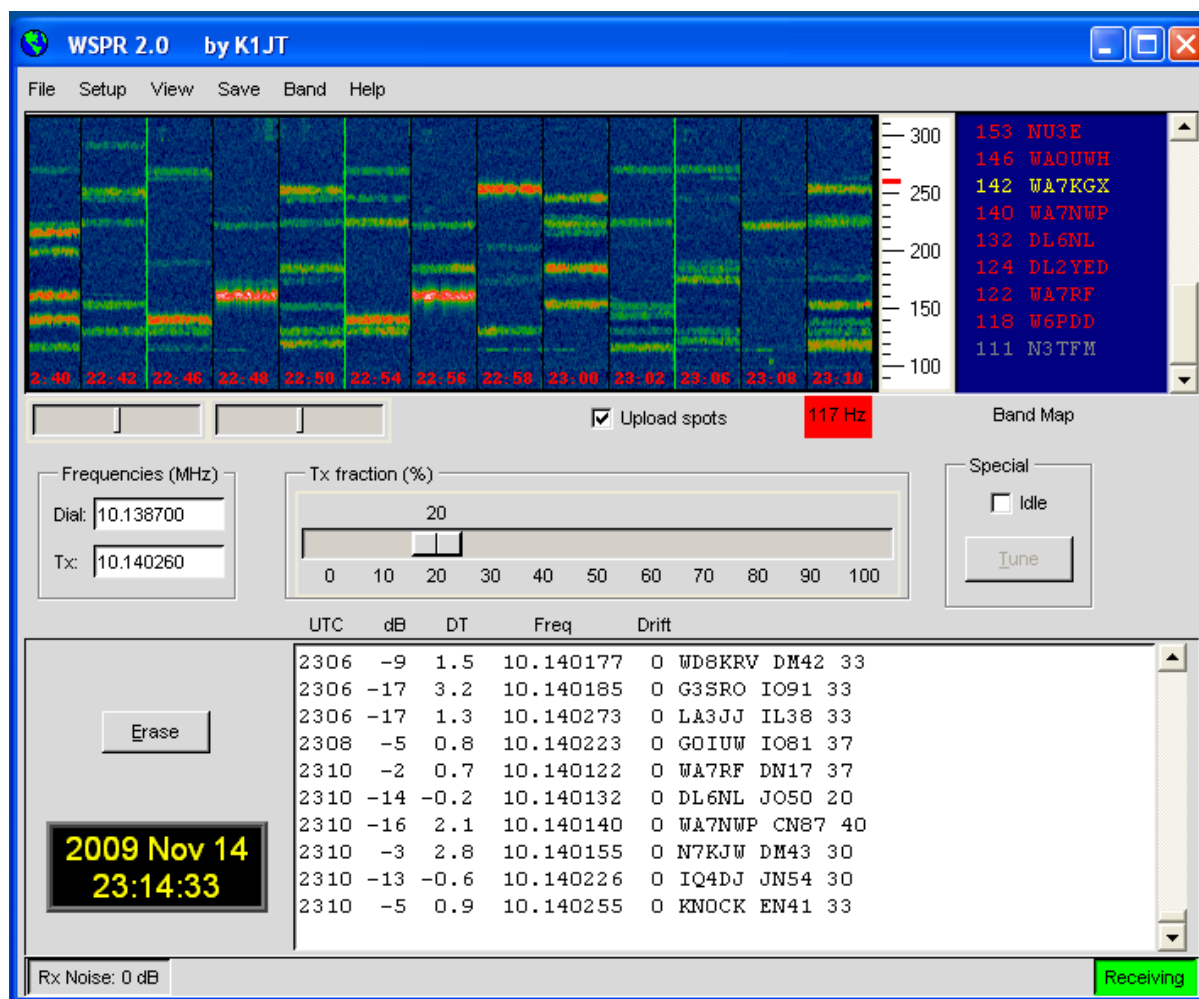 WSPR 2.0 by K1JT
File Setup View Save Band Help
300
250
200
150
100
153 NU3E
146 WA0UWH
142 WA7KGX
140 WA7NWP
132 DL6NL
124 DL2YED
122 WA7RF
118 W6PDD
111 N3TFM
2:40 22:42 22:46 22:48 22:50 22:54 22:56 22:58 23:00 23:02 23:06 23:08 23:10
Upload spots
117 Hz
Band Map
Frequencies (MHz)
Dial: 10.138700
Tx: 10.140260
Tx fraction (%)
20
0 10 20 30 40 50 60 70 80 90 100
Special
Idle
Tune
UTC dB DT Freq Drift
2306 -9 1.5 10.140177 0 WD8KRV DM42 33
2306 -17 3.2 10.140185 0 G3SRO IO91 33
2306 -17 1.3 10.140273 0 LA3JJ IL38 33
2308 -5 0.8 10.140223 0 G0IUW IO81 37
2310 -2 0.7 10.140122 0 WA7RF DN17 37
2310 -14 -0.2 10.140132 0 DL6NL JO50 20
2310 -16 2.1 10.140140 0 WA7NWP CN87 40
2310 -3 2.8 10.140155 0 N7KJW DM43 30
2310 -13 -0.6 10.140226 0 IQ4DJ JN54 30
2310 -5 0.9 10.140255 0 KN0CK EN41 33
Erase
2009 Nov 14
23:14:33
Rx Noise: 0 dB
Receiving